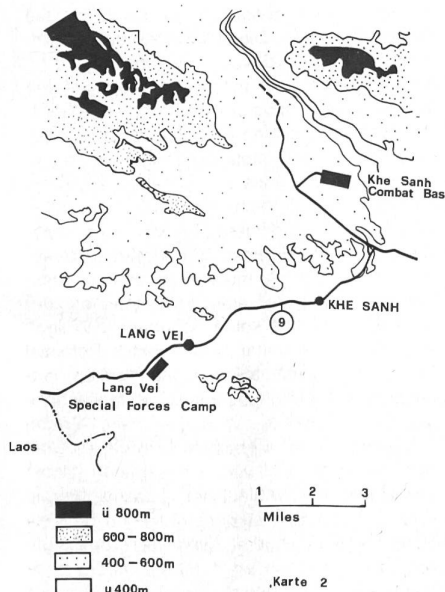 Khe Sanh
Combat Bas
KHE SANH
9
LANG VEI
Lang Vei
Special Forces Camp
Laos
1 2 3
Miles
ü 800m
600-800m
400-600m
u 400m
Karte 2